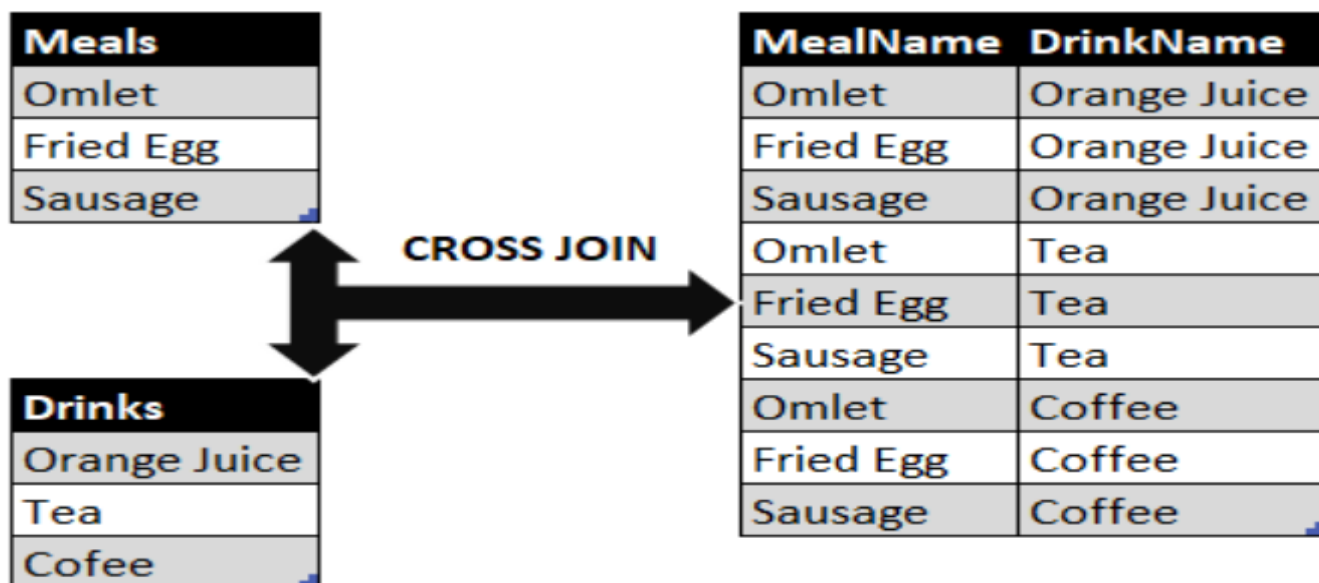 Meals
Omlet
Fried Egg
Sausage
CROSS JOIN
Drinks
Orange Juice
Tea
Cofee
MealName DrinkName
Omlet Orange Juice
Fried Egg Orange Juice
Sausage Orange Juice
Omlet Tea
Fried Egg Tea
Sausage Tea
Omlet Coffee
Fried Egg Coffee
Sausage Coffee